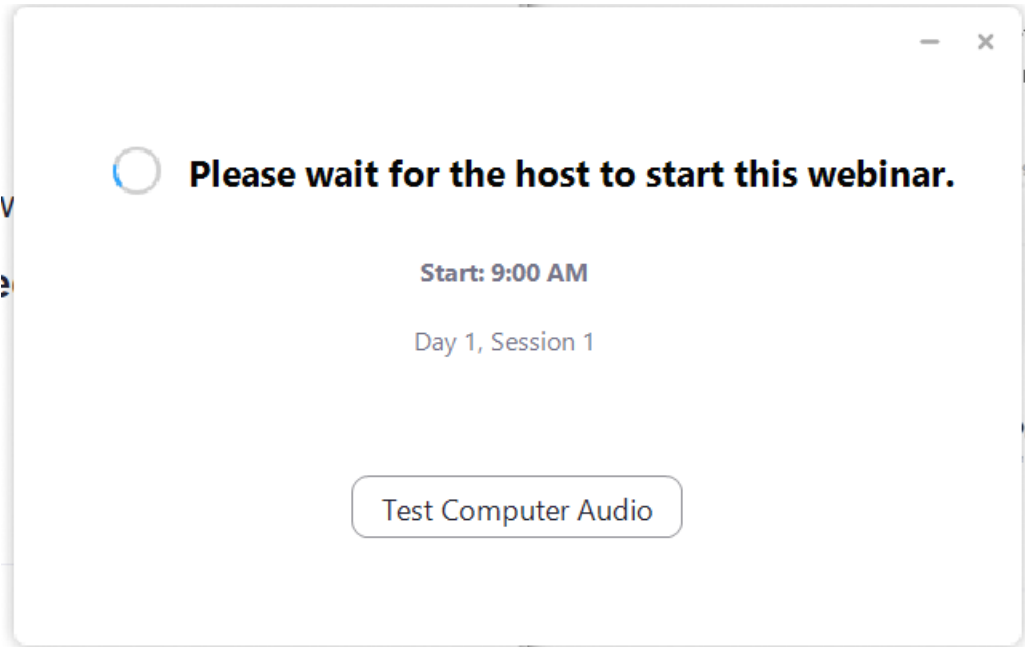 Please wait for the host to start this webinar.
Start: 9:00 AM
Day 1, Session 1
Test Computer Audio